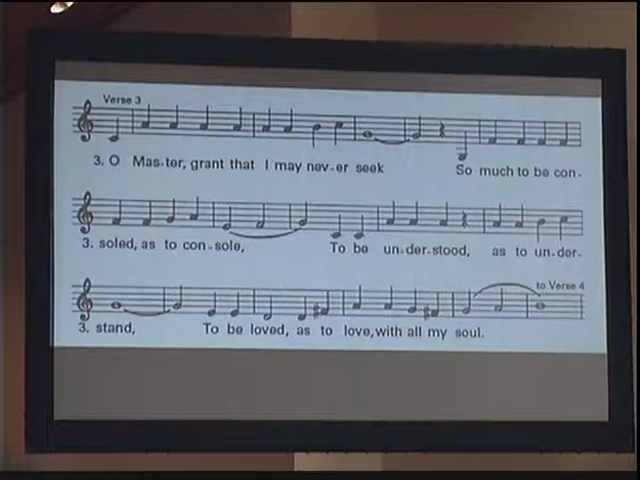 Verse 3
3. O Mas-ter, grant that I may nev-er seek So much to be con-
3. soled, as to con-sole, To be un-der-stood, as to un-der-
to Verse 4
3. stand, To be loved, as to love, with all my soul.